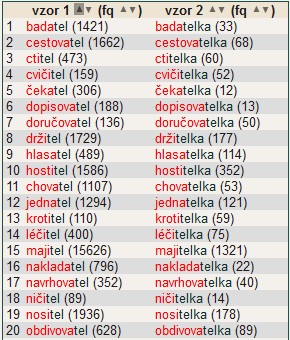 vzor 1 ▲▼ (fq ▲▼) vzor 2 ▲▼ (fq ▲▼)
1 badatel (1421) badatelka (33)
2 cestovatel (1662) cestovatelka (68)
3 ctitel (473) ctitelka (60)
4 cvičitel (159) cvičitelka (52)
5 čekatel (306) čekatelka (12)
6 dopisovatel (188) dopisovatelka (13)
7 doručovatel (136) doručovatelka (50)
8 držitel (1729) držitelka (177)
9 hlasatel (489) hlasatelka (114)
10 hostitel (1586) hostitelka (352)
11 chovatel (1107) chovatelka (53)
12 jednatel (1294) jednatelka (121)
13 krotitel (110) krotitelka (59)
14 léčitel (400) léčitelka (75)
15 majitel (15626) majitelka (1321)
16 nakladatel (796) nakladatelka (22)
17 navrhovatel (352) navrhovatelka (40)
18 ničitel (89) ničitelka (14)
19 nositel (1936) nositelka (178)
20 obdivovatel (628) obdivovatelka (89)